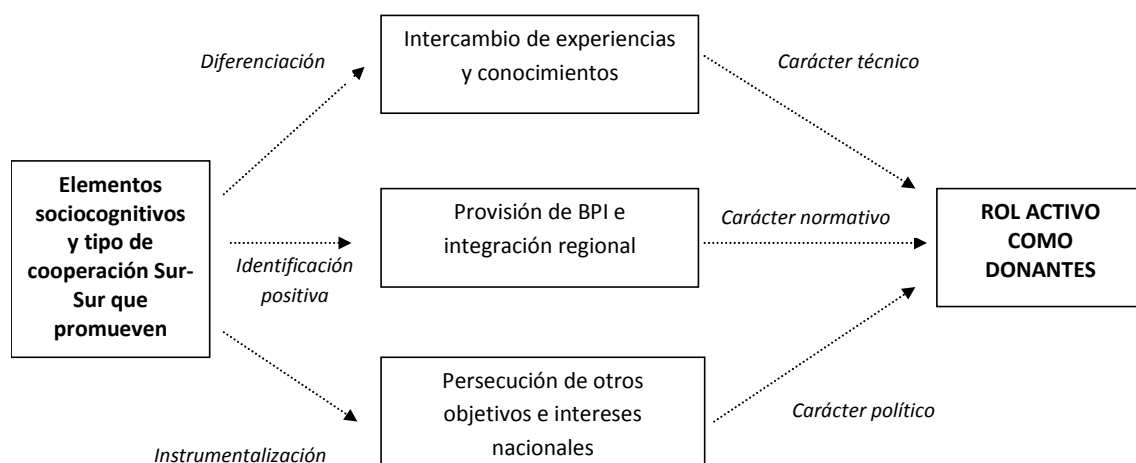 Intercambio de experiencias
y conocimientos
Diferenciación
Carácter técnico
Elementos
sociocognitivos
y tipo de
cooperación Sur-
Sur que
promueven
Identificación
positiva
Provisión de BPI e
integración regional
Carácter normativo
ROL ACTIVO
COMO
DONANTES
Persecución de otros
objetivos e intereses
nacionales
Instrumentalización
Carácter político